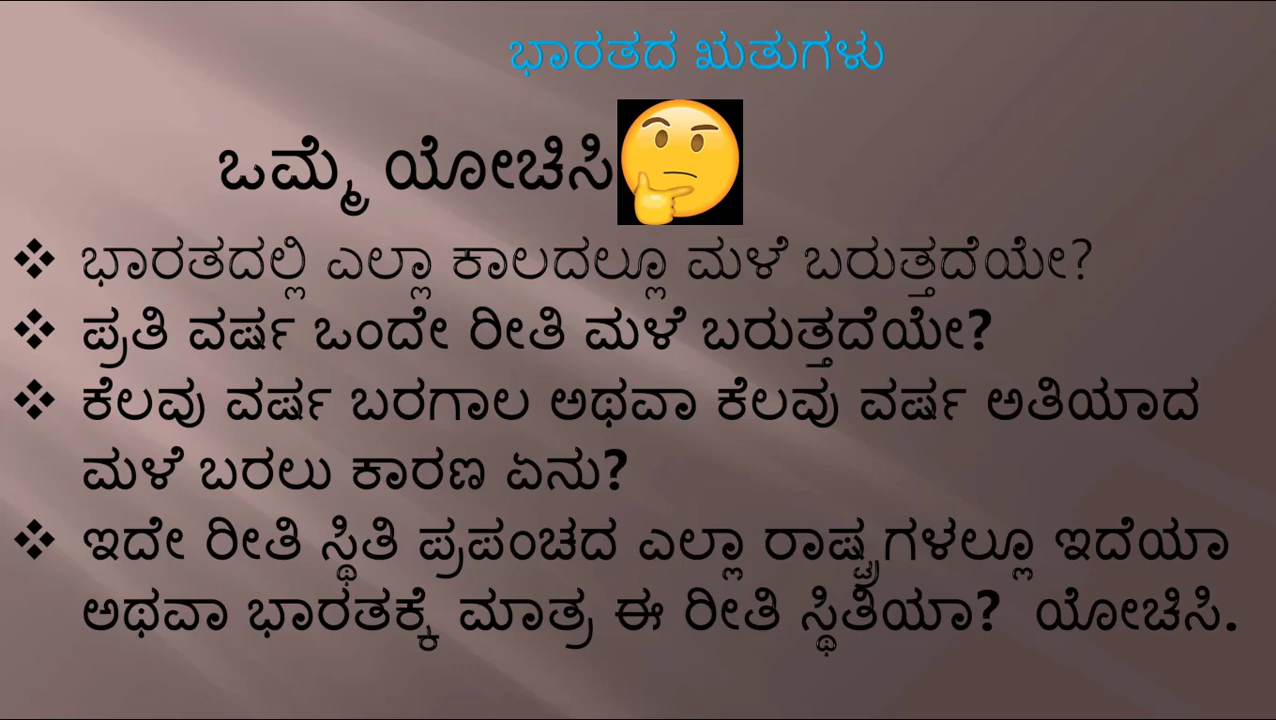 ಭಾರತದ ಋತುಗಳು
ಒಮ್ಮೆ ಯೋಚಿಸಿ
❖ ಭಾರತದಲ್ಲಿ ಎಲ್ಲಾ ಕಾಲದಲ್ಲೂ ಮಳೆ ಬರುತ್ತದೆಯೇ?
❖ ಪ್ರತಿ ವರ್ಷ ಒಂದೇ ರೀತಿ ಮಳೆ ಬರುತ್ತದೆಯೇ?
❖ ಕೆಲವು ವರ್ಷ ಬರಗಾಲ ಅಥವಾ ಕೆಲವು ವರ್ಷ ಅತಿಯಾದ
ಮಳೆ ಬರಲು ಕಾರಣ ಏನು?
❖ ಇದೇ ರೀತಿ ಸ್ಥಿತಿ ಪ್ರಪಂಚದ ಎಲ್ಲಾ ರಾಷ್ಟ್ರಗಳಲ್ಲೂ ಇದೆಯಾ
ಅಥವಾ ಭಾರತಕ್ಕೆ ಮಾತ್ರ ಈ ರೀತಿ ಸ್ಥಿತಿಯಾ? ಯೋಚಿಸಿ.